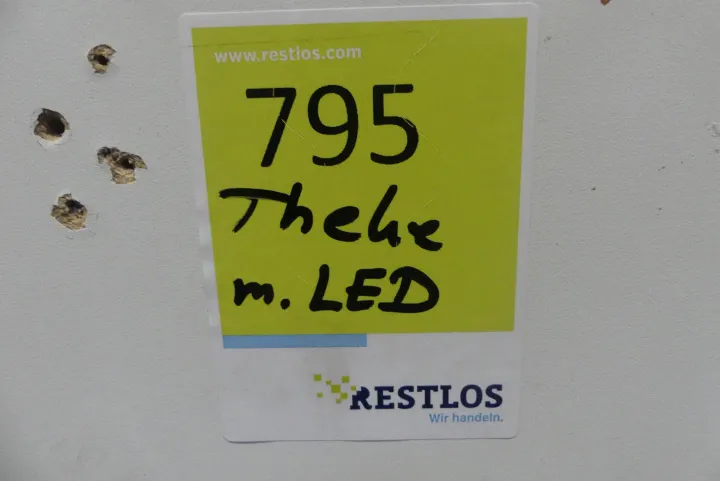 www.restlos.com
795
Theke
m. LED
RESTLOS
Wir handeln.